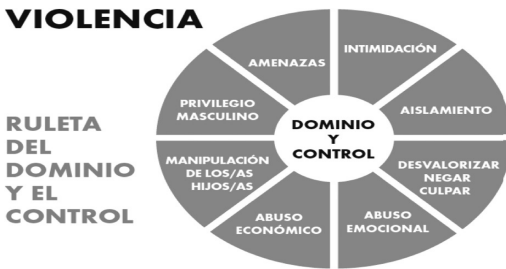 VIOLENCIA
RULETA
DEL
DOMINIO
Y EL
CONTROL
AMENAZAS
INTIMIDACIÓN
PRIVILEGIO
MASCULINO
AISLAMIENTO
DOMINIO
Y
CONTROL
MANIPULACIÓN
DE LOS/AS
HIJOS/AS
DESVALORIZAR
NEGAR
CULPAR
ABUSO
ECONÓMICO
ABUSO
EMOCIONAL